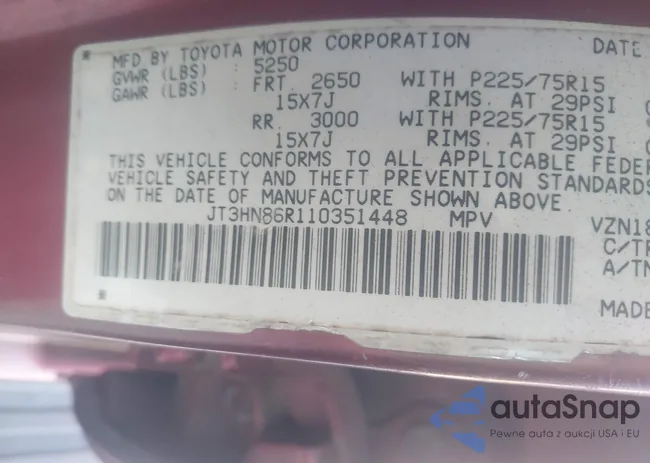 MFD BY TOYOTA MOTOR CORPORATION DATE
GVWR (LBS) : 5250
GAWR (LBS) : FRT. 2650 WITH P225/75R15
15X7J RIMS. AT 29PSI
RR. 3000 WITH P225/75R15
15X7J RIMS. AT 29PSI
THIS VEHICLE CONFORMS TO ALL APPLICABLE FEDER
VEHICLE SAFETY AND THEFT PREVENTION STANDARDS
ON THE DATE OF MANUFACTURE SHOWN ABOVE.
JT3HN86R110351448 MPV VZN18
C/TR
A/TN
MADE
autaSnap
Pewne auta z aukcji USA i EU